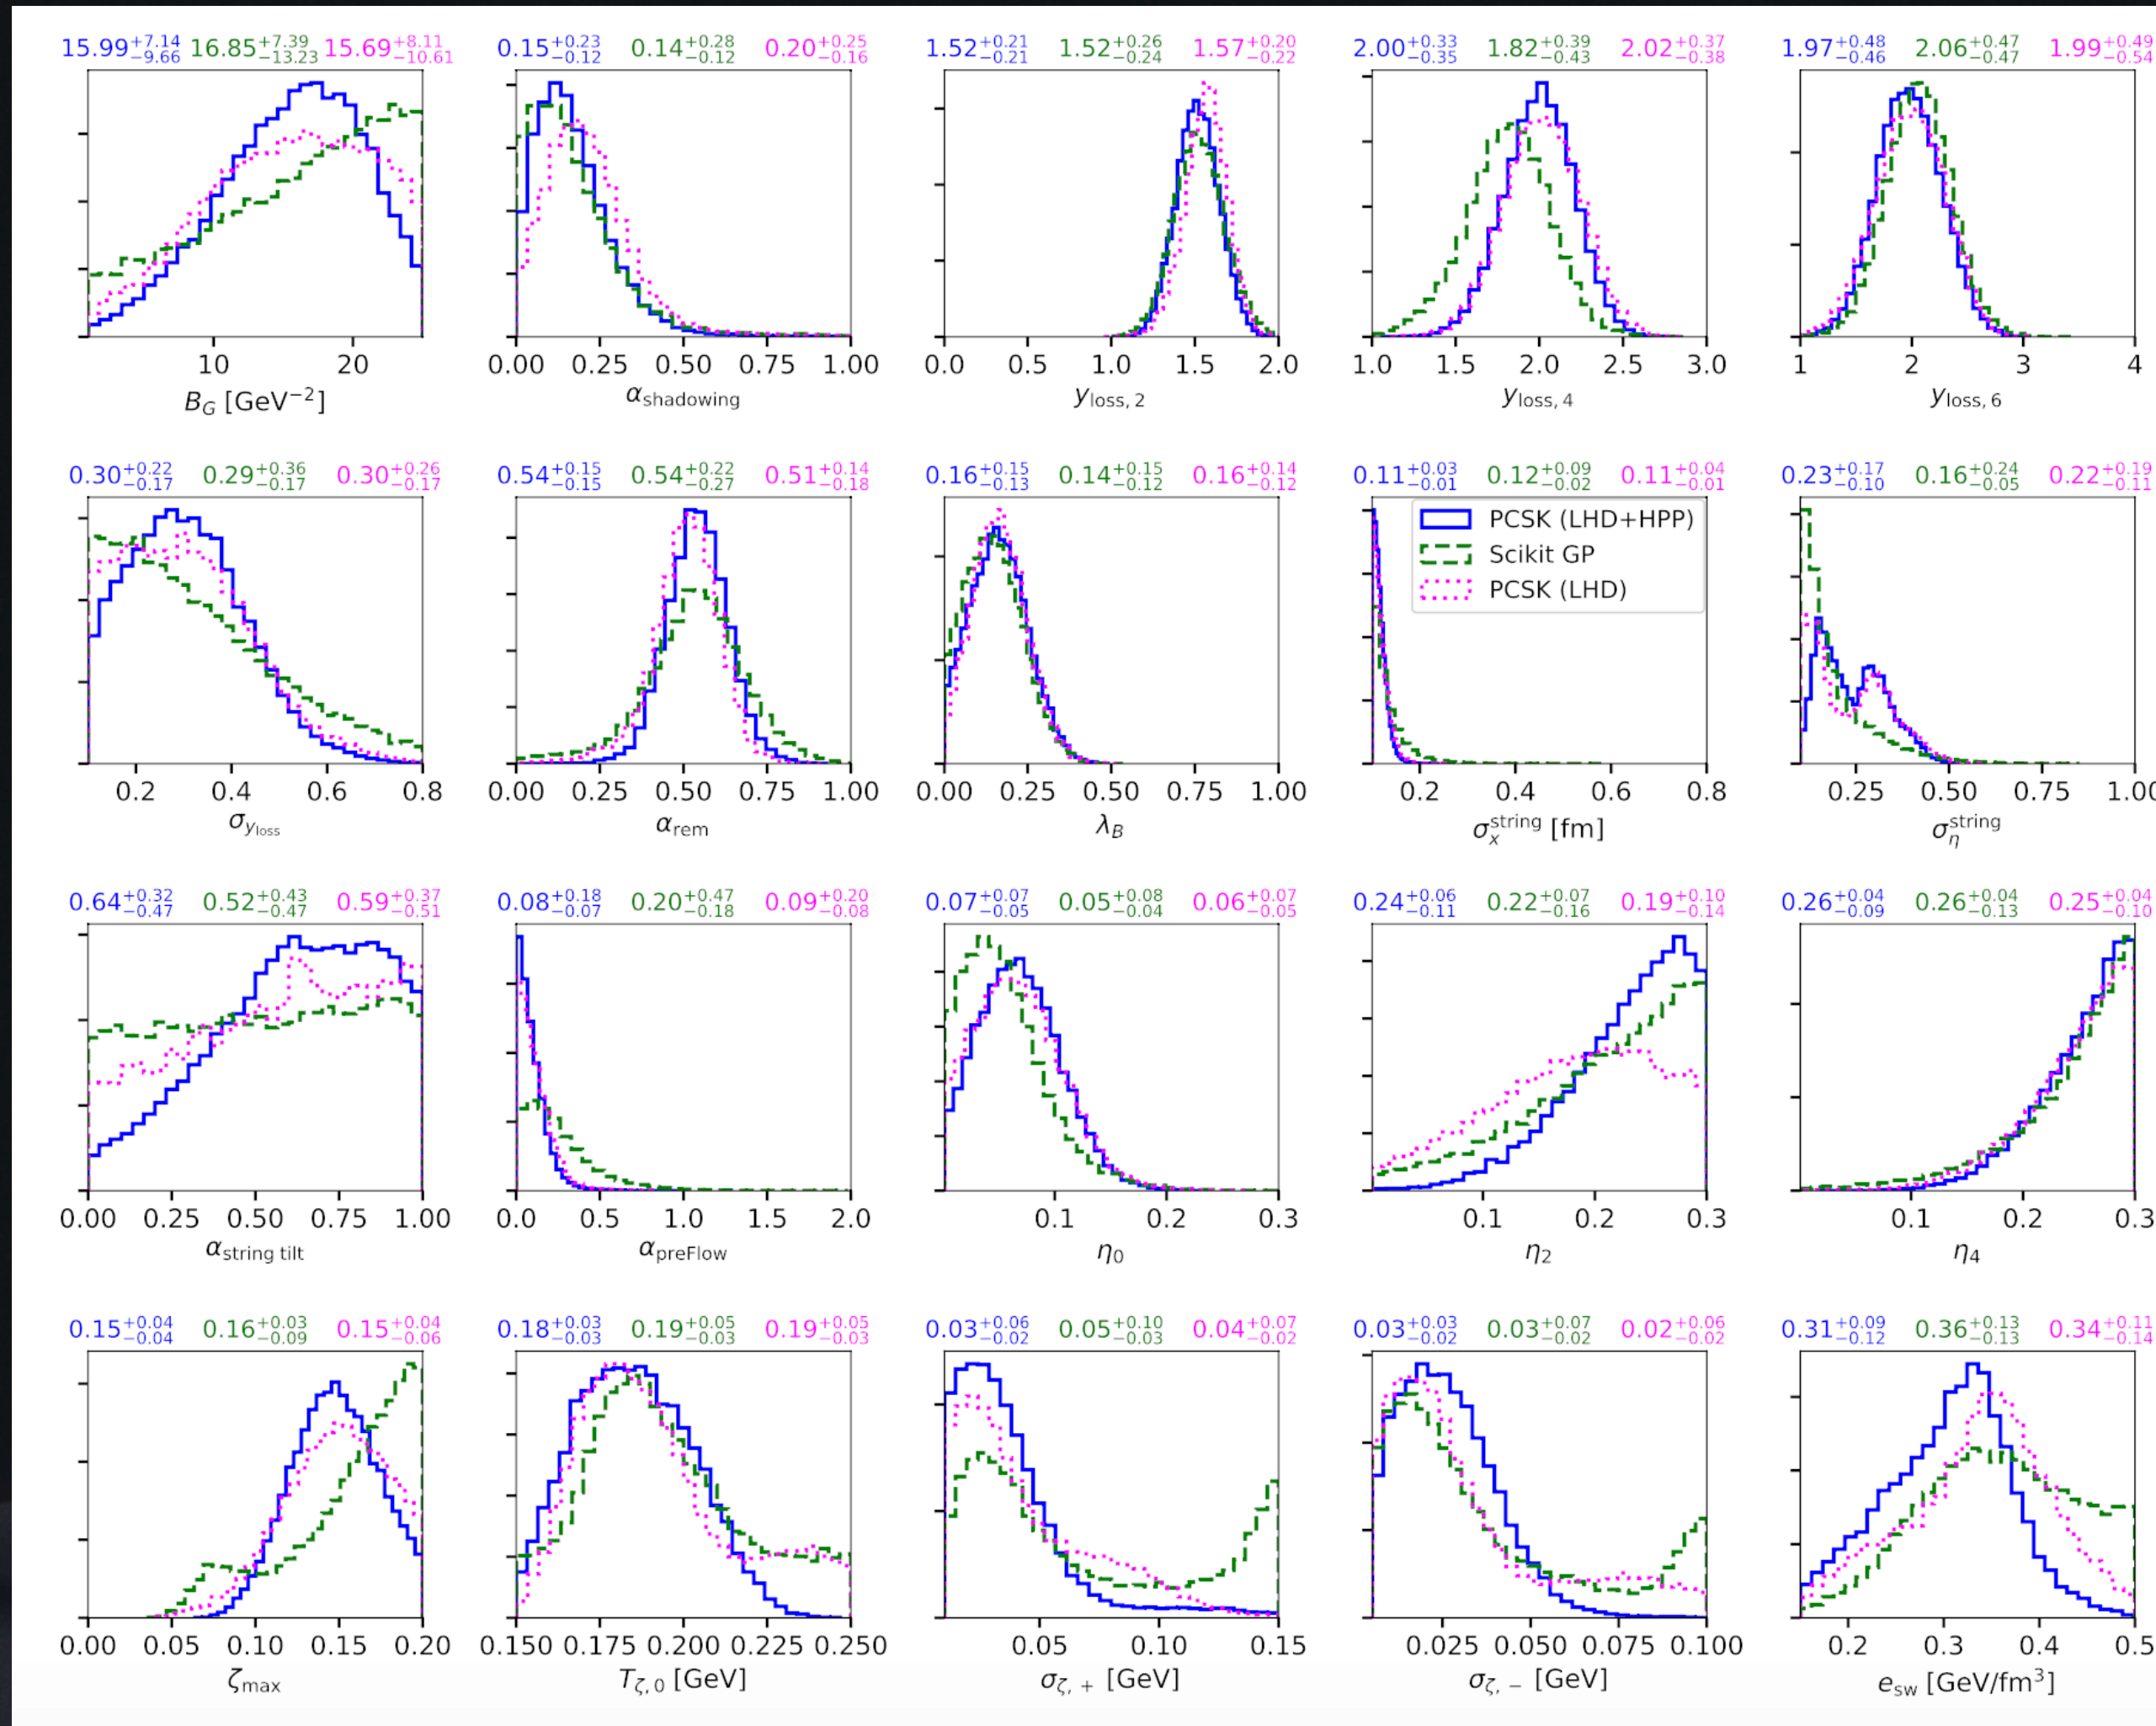 15.99+7.14−9.66 16.85+7.39−13.23 15.69+8.11−10.61
0.15+0.23−0.12 0.14+0.28−0.12 0.20+0.25−0.16
1.52+0.21−0.21 1.52+0.26−0.24 1.57+0.20−0.22
2.00+0.33−0.35 1.82+0.39−0.43 2.02+0.37−0.38
1.97+0.48−0.46 2.06+0.47−0.47 1.99+0.49−0.54
10 20
B_G [GeV−2]
0.00 0.25 0.50 0.75 1.00
α_shadowing
0.0 0.5 1.0 1.5 2.0
y_loss, 2
1.0 1.5 2.0 2.5 3.0
y_loss, 4
1 2 3 4
y_loss, 6
0.30+0.22−0.17 0.29+0.36−0.17 0.30+0.26−0.17
0.54+0.15−0.15 0.54+0.22−0.27 0.51+0.14−0.18
0.16+0.15−0.13 0.14+0.15−0.12 0.16+0.14−0.12
0.11+0.03−0.01 0.12+0.09−0.02 0.11+0.04−0.01
0.23+0.17−0.10 0.16+0.24−0.05 0.22+0.19−0.11
PCSK (LHD+HPP)
Scikit GP
PCSK (LHD)
0.2 0.4 0.6 0.8
σ_y_loss
0.00 0.25 0.50 0.75 1.00
α_rem
0.00 0.25 0.50 0.75 1.00
λ_B
0.2 0.4 0.6 0.8
σ_x^string [fm]
0.25 0.50 0.75 1.00
σ_η^string
0.64+0.32−0.47 0.52+0.43−0.47 0.59+0.37−0.51
0.08+0.18−0.07 0.20+0.47−0.18 0.09+0.20−0.08
0.07+0.07−0.05 0.05+0.08−0.04 0.06+0.07−0.05
0.24+0.06−0.11 0.22+0.07−0.16 0.19+0.10−0.14
0.26+0.04−0.09 0.26+0.04−0.13 0.25+0.04−0.10
0.00 0.25 0.50 0.75 1.00
α_string tilt
0.0 0.5 1.0 1.5 2.0
α_preFlow
0.1 0.2 0.3
η_0
0.1 0.2 0.3
η_2
0.1 0.2 0.3
η_4
0.15+0.04−0.04 0.16+0.03−0.09 0.15+0.04−0.06
0.18+0.03−0.03 0.19+0.05−0.03 0.19+0.05−0.03
0.03+0.06−0.02 0.05+0.10−0.03 0.04+0.07−0.02
0.03+0.03−0.02 0.03+0.07−0.02 0.02+0.06−0.02
0.31+0.09−0.12 0.36+0.13−0.13 0.34+0.11−0.14
0.00 0.05 0.10 0.15 0.20
ζ_max
0.150 0.175 0.200 0.225 0.250
T_ζ, 0 [GeV]
0.05 0.10 0.15
σ_ζ, + [GeV]
0.025 0.050 0.075 0.100
σ_ζ, − [GeV]
0.2 0.3 0.4 0.5
e_sw [GeV/fm3]